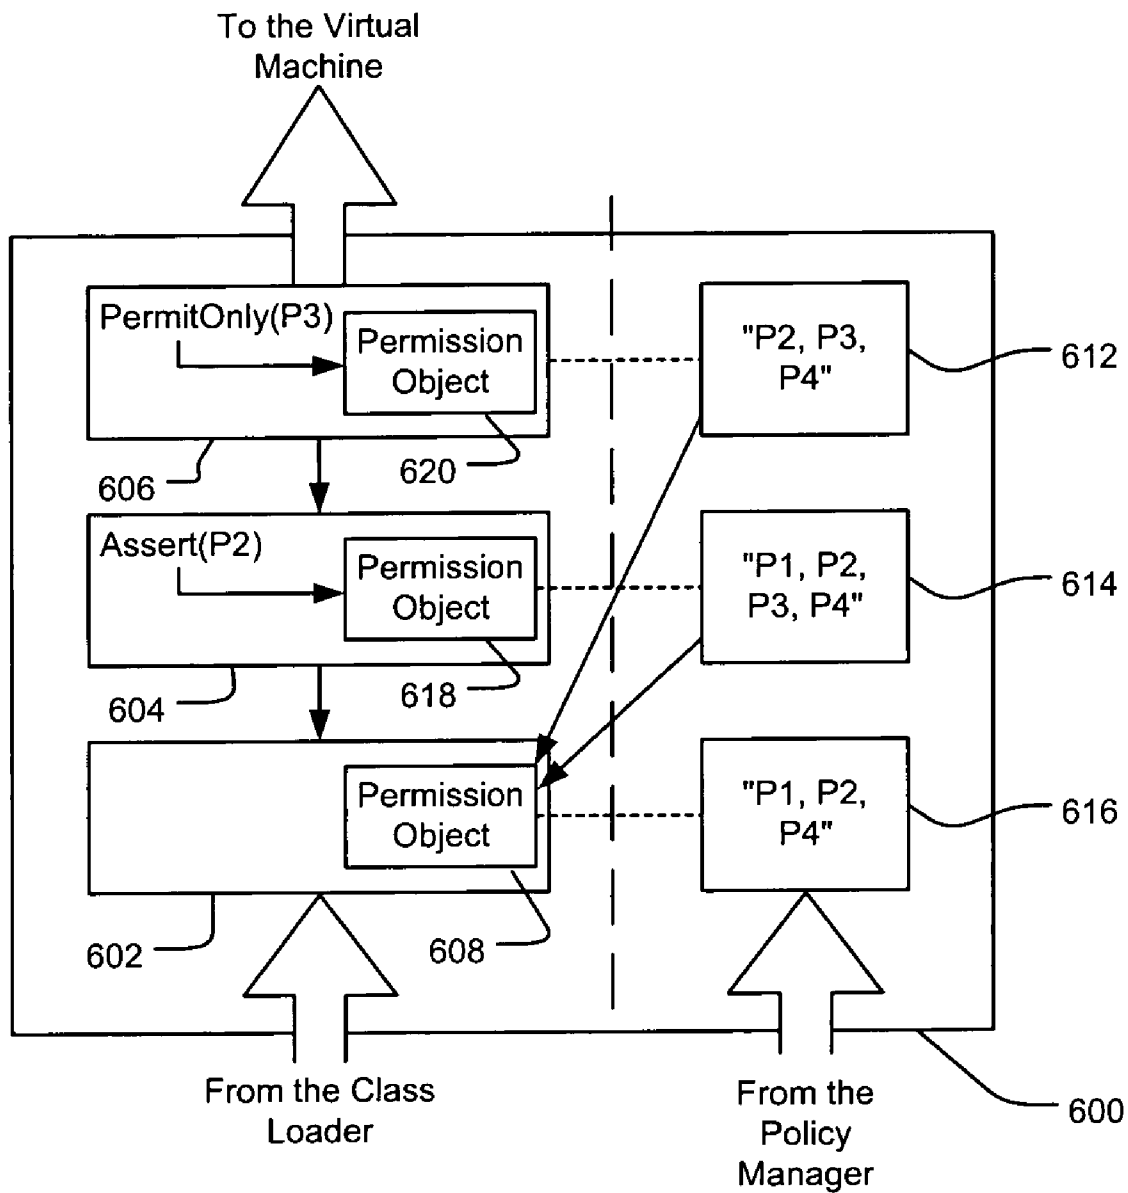 To the Virtual
Machine
PermitOnly(P3)
Permission
Object
"P2, P3,
P4"
612
606
620
Assert(P2)
Permission
Object
"P1, P2,
P3, P4"
614
604
618
Permission
Object
"P1, P2,
P4"
616
602
608
From the Class
Loader
From the
Policy
Manager
600